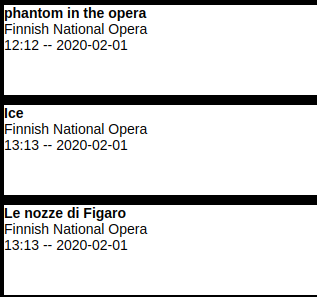 phantom in the opera
Finnish National Opera
12:12 -- 2020-02-01
Ice
Finnish National Opera
13:13 -- 2020-02-01
Le nozze di Figaro
Finnish National Opera
13:13 -- 2020-02-01